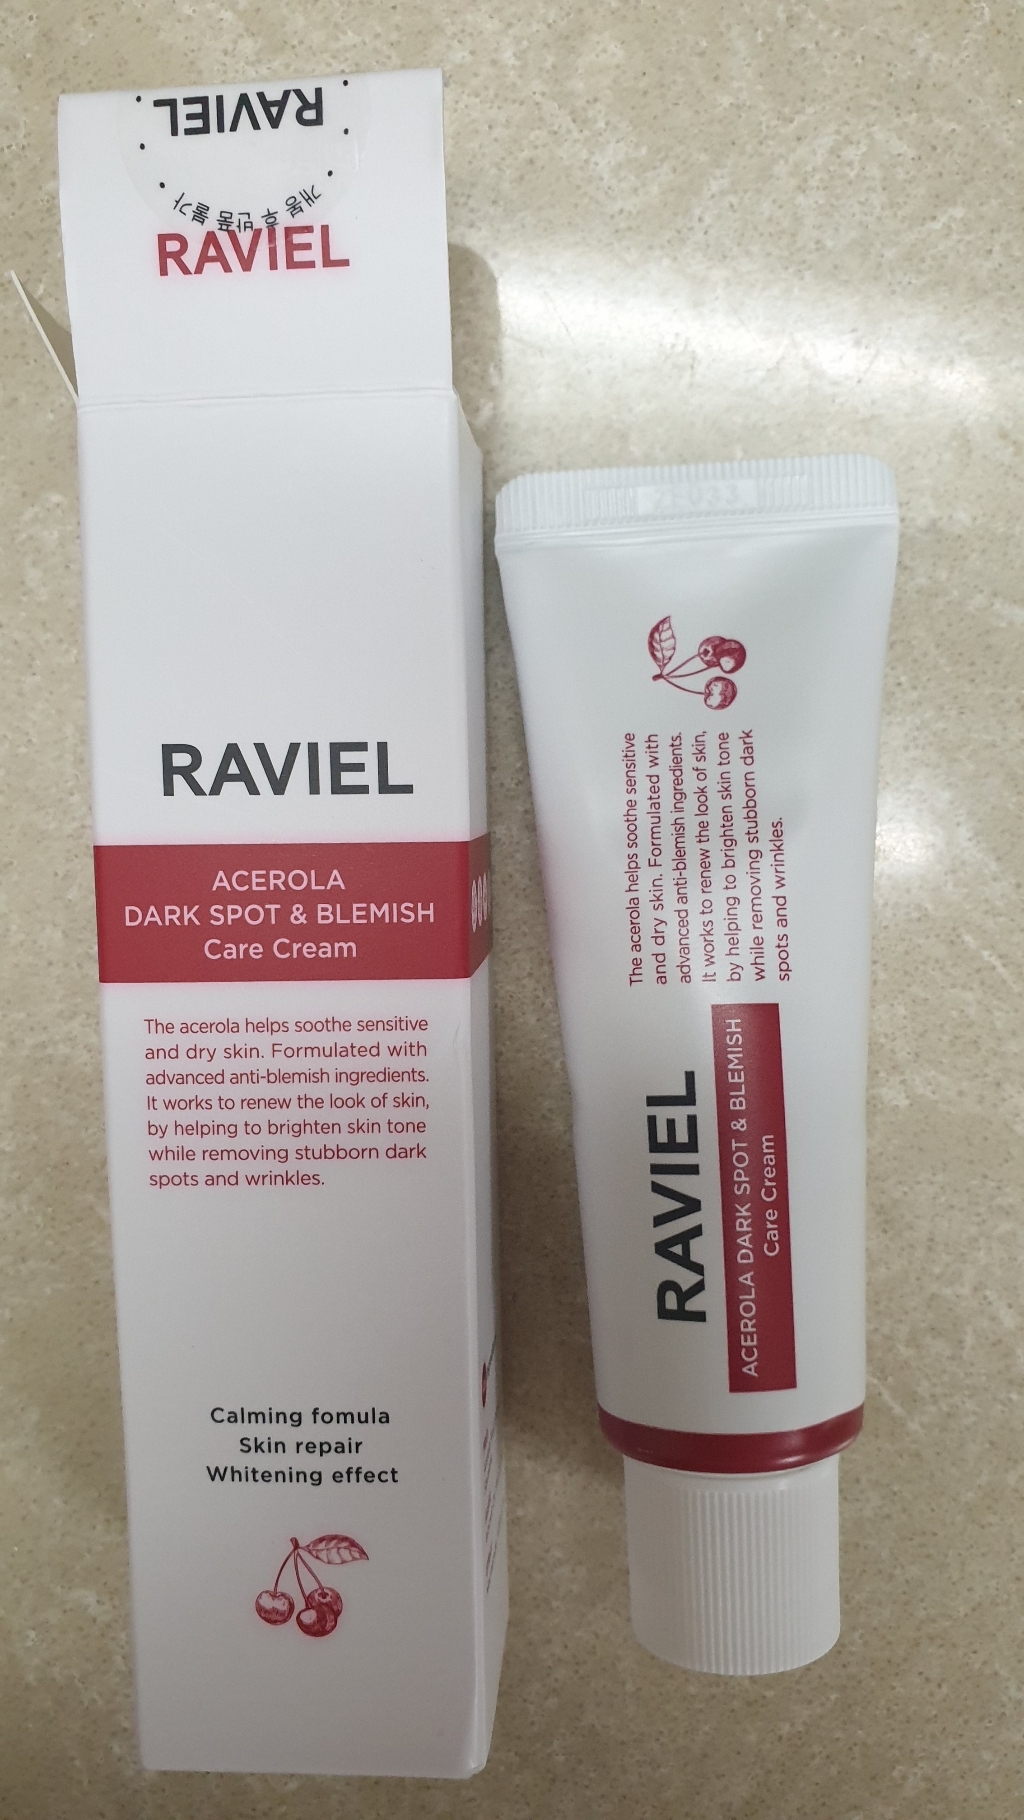 RAVIEL
개봉 후 반품 불가
RAVIEL
RAVIEL
ACEROLA
DARK SPOT & BLEMISH
Care Cream
The acerola helps soothe sensitive
and dry skin. Formulated with
advanced anti-blemish ingredients.
It works to renew the look of skin,
by helping to brighten skin tone
while removing stubborn dark
spots and wrinkles.
Calming fomula
Skin repair
Whitening effect
RAVIEL
ACEROLA DARK SPOT & BLEMISH
Care Cream
The acerola helps soothe sensitive
and dry skin. Formulated with
advanced anti-blemish ingredients.
It works to renew the look of skin,
by helping to brighten skin tone
while removing stubborn dark
spots and wrinkles.